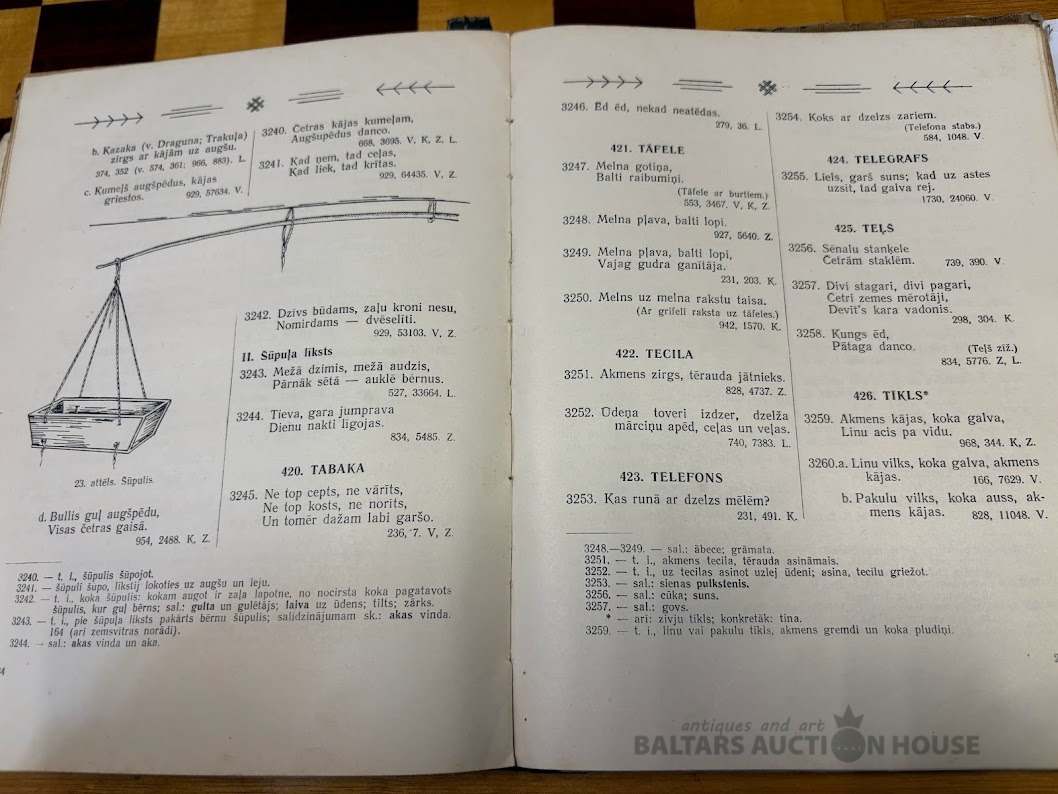 b. Kazaka (v. Draguna; Trakuļa)
zirgs ar kājām uz augšu.
374, 352 (v. 574, 361; 966, 883). L.
c. Kumeļš augšpēdus, kājas
griestos. 929, 57634. V.
3240. Četras kājas kumeļam,
Augšupēdus danco.
668, 3695. V, K, Z, L.
3241. Kad ņem, tad ceļas,
Kad liek, tad krītas.
929, 64435. V, Z.
23. attēls. Šūpulis.
d. Bullis guļ augšpēdu,
Visas četras gaisā.
954, 2488. K, Z.
3242. Dzīvs būdams, zaļu kroni nesu,
Nomirdams — dvēselīti.
929, 53103. V, Z.
II. Šūpuļa līksts
3243. Mežā dzimis, mežā audzis,
Pārnāk sētā — auklē bērnus.
527, 33664. L.
3244. Tieva, gara jumprava
Dienu nakti līgojas.
834, 5485. Z.
420. TABAKA
3245. Ne top cepts, ne vārīts,
Ne top kosts, ne norīts,
Un tomēr dažam labi garšo.
236, 7. V, Z.
3240. — t. i., šūpulis šūpojot.
3241. — šūpuli šūpo, līkstij lokoties uz augšu un leju.
3242. — t. i., koka šūpulis: kokam augot ir zaļa lapotne, no nocirsta koka pagatavots
šūpulis, kur guļ bērns; sal.: gulta un gulētājs; laiva uz ūdens; tilts; zārks.
3243. — t. i., pie šūpuļa līksts pakārts bērnu šūpulis; salīdzinājumam sk.: akas vinda.
164 (arī zemsvītras norādi).
3244. — sal.: akas vinda un aka.
3246. Ēd ēd, nekad neatēdas.
279, 36. L.
421. TĀFELE
3247. Melna gotiņa,
Balti raibumiņi.
(Tāfele ar burtiem.)
553, 3467. V, K, Z.
3248. Melna pļava, balti lopi.
927, 5640. Z.
3249. Melna pļava, balti lopi,
Vajag gudra ganītāja.
231, 203. K.
3250. Melns uz melna rakstu taisa.
(Ar grifeli raksta uz tāfeles.)
942, 1570. K.
422. TECILA
3251. Akmens zirgs, tērauda jātnieks.
828, 4737. Z.
3252. Ūdeņa toveri izdzer, dzelža
mārciņu apēd, ceļas un veļas.
740, 7383. L.
423. TELEFONS
3253. Kas runā ar dzelzs mēlēm?
231, 491. K.
3254. Koks ar dzelzs zariem.
(Telefona stabs.)
584, 1048. V.
424. TELEGRAFS
3255. Liels, garš suns; kad uz astes
uzsit, tad galva rej.
1730, 24060. V.
425. TEĻŠ
3256. Sēnalu staņķele
Četrām staklēm. 739, 390. V.
3257. Divi stagari, divi pagari,
Četri zemes mērotāji,
Devīt's kara vadonis.
298, 304. K.
3258. Kungs ēd,
Pātaga danco. (Teļš zīž.)
834, 5776. Z, L.
426. TĪKLS*
3259. Akmens kājas, koka galva,
Linu acis pa vidu.
968, 344. K, Z.
3260.a. Linu vilks, koka galva, akmens
kājas. 166, 7629. V.
b. Pakulu vilks, koka auss, ak-
mens kājas. 828, 11048. V.
3248.—3249. — sal.: ābece; grāmata.
3251. — t. i., akmens tecila, tērauda asināmais.
3252. — t. i., uz tecilas asinot uzlej ūdeni; asina, tecilu griežot.
3253. — sal.: sienas pulkstenis.
3256. — sal.: cūka; suns.
3257. — sal.: govs.
* — arī: zivju tīkls; konkretāk: tīna.
3259. — t. i., linu vai pakulu tīkls, akmens gremdi un koka pludiņi.
antiques and art
BALTARS AUCTION HOUSE